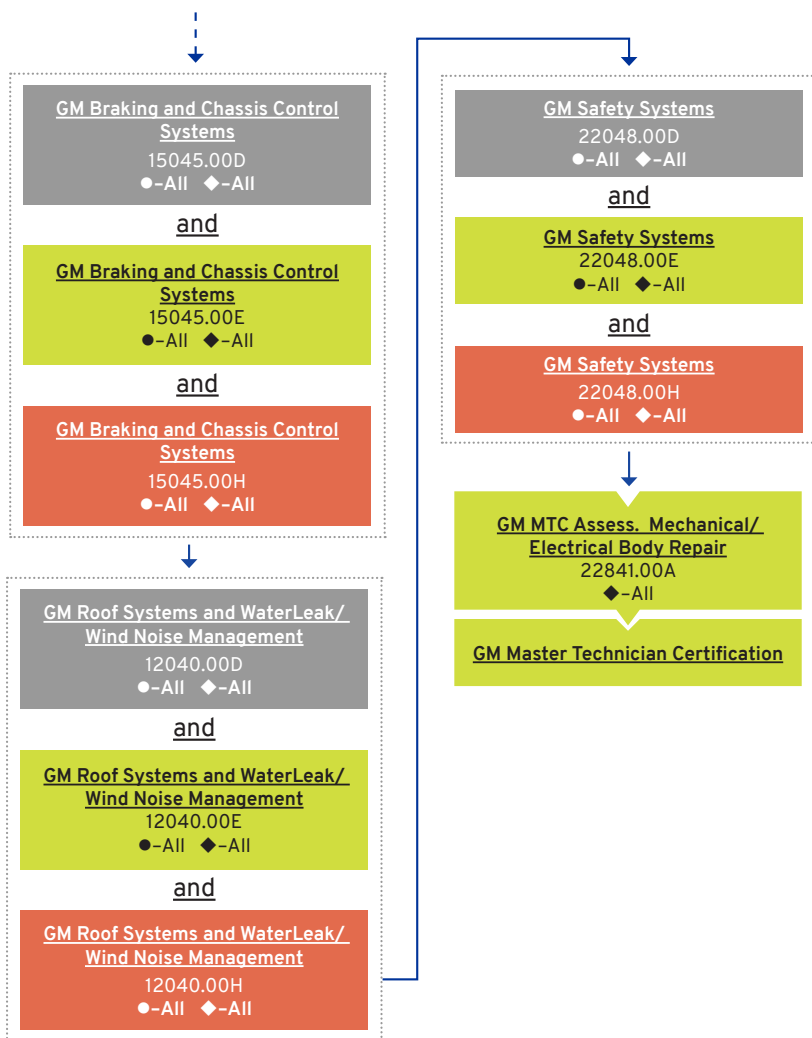 GM Braking and Chassis Control
Systems
15045.00D
●–All ◆–All
and
GM Braking and Chassis Control
Systems
15045.00E
●–All ◆–All
and
GM Braking and Chassis Control
Systems
15045.00H
●–All ◆–All
GM Roof Systems and WaterLeak/
Wind Noise Management
12040.00D
●–All ◆–All
and
GM Roof Systems and WaterLeak/
Wind Noise Management
12040.00E
●–All ◆–All
and
GM Roof Systems and WaterLeak/
Wind Noise Management
12040.00H
●–All ◆–All
GM Safety Systems
22048.00D
●–All ◆–All
and
GM Safety Systems
22048.00E
●–All ◆–All
and
GM Safety Systems
22048.00H
●–All ◆–All
GM MTC Assess. Mechanical/
Electrical Body Repair
22841.00A
◆–All
GM Master Technician Certification